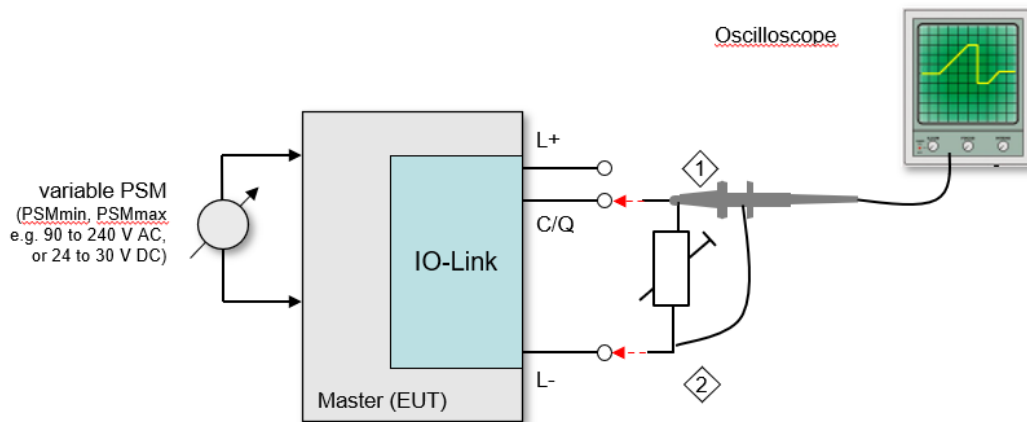 Oscilloscope
L+
variable PSM
(PSMmin, PSMmax
e.g. 90 to 240 V AC,
or 24 to 30 V DC)
1
C/Q
IO-Link
L-
2
Master (EUT)